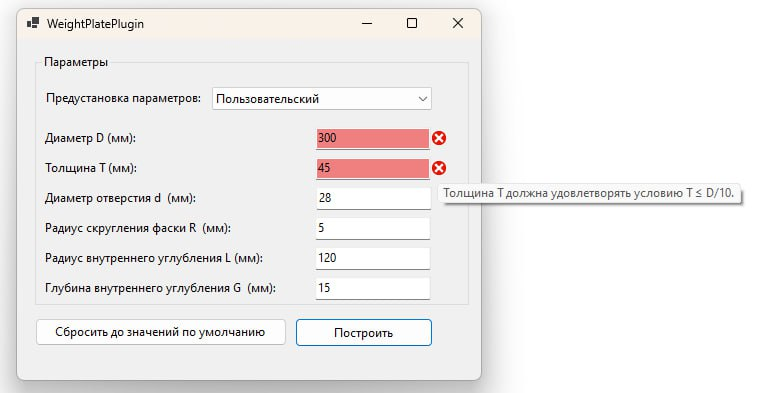 WeightPlatePlugin
Параметры
Предустановка параметров: Пользовательский
Диаметр D (мм): 300
Толщина T (мм): 45
Толщина T должна удовлетворять условию T ≤ D/10.
Диаметр отверстия d (мм): 28
Радиус скругления фаски R (мм): 5
Радиус внутреннего углубления L (мм): 120
Глубина внутреннего углубления G (мм): 15
Сбросить до значений по умолчанию Построить